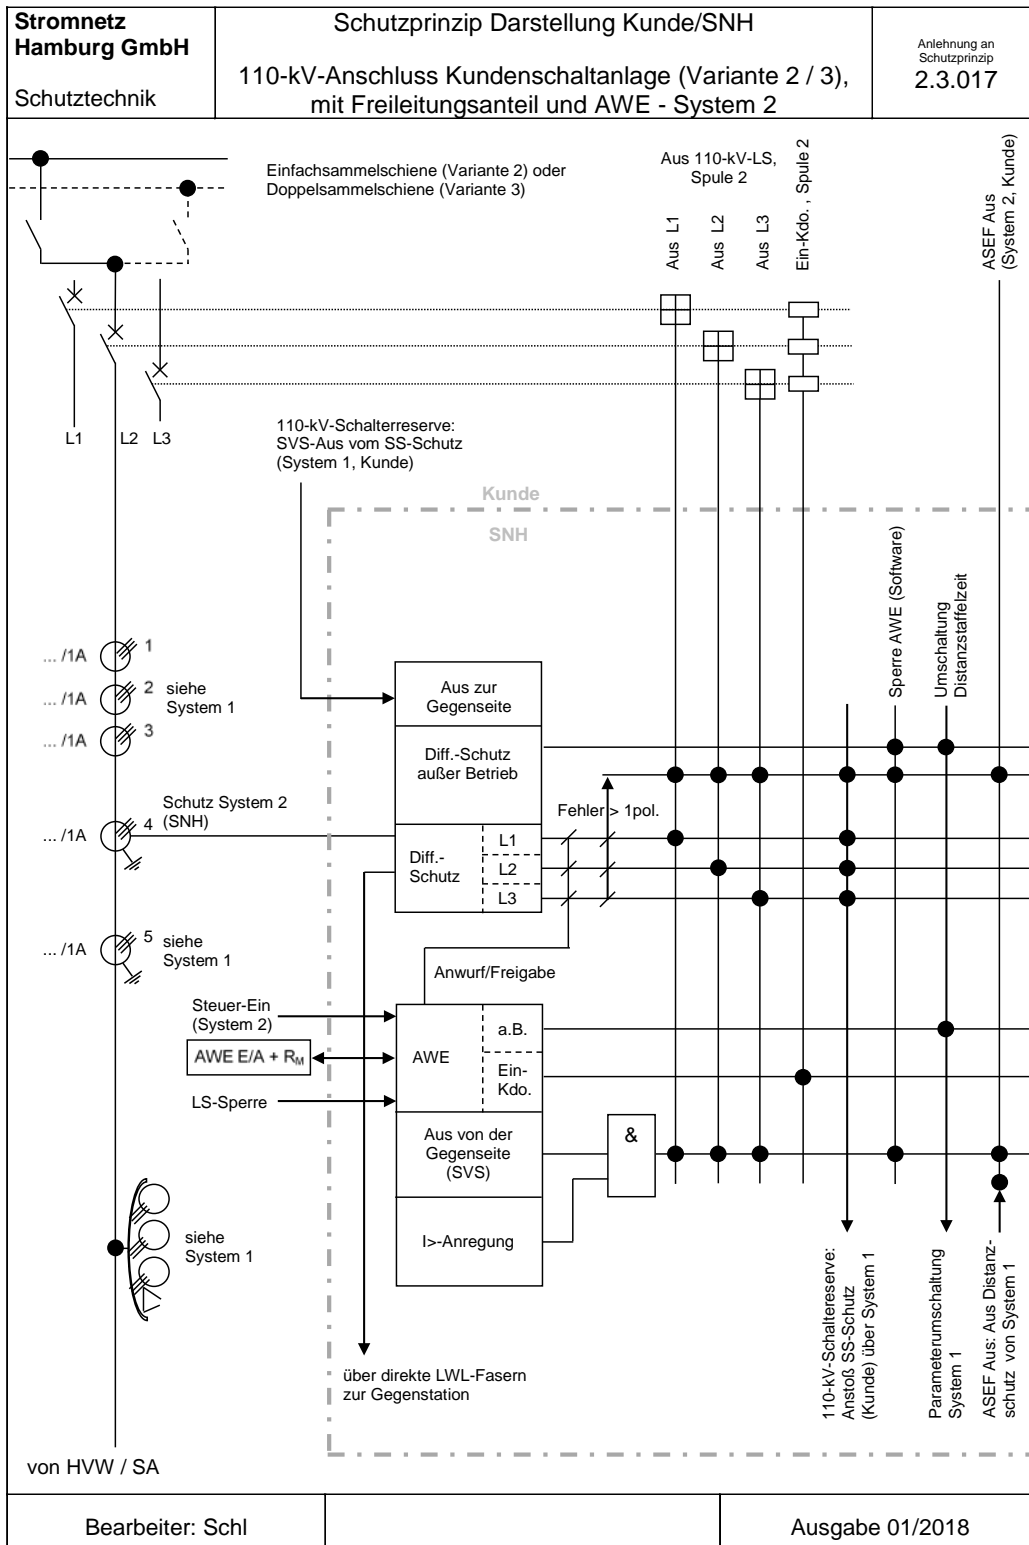 Stromnetz
Hamburg GmbH
Schutztechnik
Schutzprinzip Darstellung Kunde/SNH
110-kV-Anschluss Kundenschaltanlage (Variante 2 / 3),
mit Freileitungsanteil und AWE - System 2
Anlehnung an
Schutzprinzip
2.3.017
Einfachsammelschiene (Variante 2) oder
Doppelsammelschiene (Variante 3)
Aus 110-kV-LS,
Spule 2
Aus L1
Aus L2
Aus L3
Ein-Kdo. , Spule 2
ASEF Aus
(System 2, Kunde)
L1
L2
L3
110-kV-Schalterreserve:
SVS-Aus vom SS-Schutz
(System 1, Kunde)
Kunde
SNH
Sperre AWE (Software)
Umschaltung
Distanzstaffelzeit
... /1A
1
... /1A
2
siehe
System 1
... /1A
3
Aus zur
Gegenseite
Diff.-Schutz
außer Betrieb
Schutz System 2
(SNH)
... /1A
4
Fehler > 1pol.
Diff.-
Schutz
L1
L2
L3
... /1A
5
siehe
System 1
Anwurf/Freigabe
Steuer-Ein
(System 2)
AWE E/A + RM
LS-Sperre
AWE
a.B.
Ein-
Kdo.
Aus von der
Gegenseite
(SVS)
&
I>-Anregung
siehe
System 1
110-kV-Schaltereserve:
Anstoß SS-Schutz
(Kunde) über System 1
Parameterumschaltung
System 1
ASEF Aus: Aus Distanz-
schutz von System 1
über direkte LWL-Fasern
zur Gegenstation
von HVW / SA
Bearbeiter: Schl
Ausgabe 01/2018